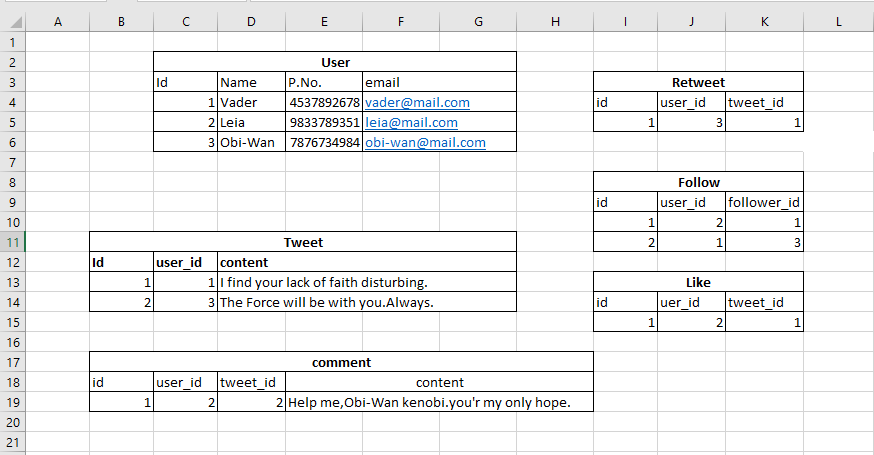 A B C D E F G H I J K L
1
2 User
3 Id Name P.No. email Retweet
4 1 Vader 4537892678 vader@mail.com id user_id tweet_id
5 2 Leia 9833789351 leia@mail.com 1 3 1
6 3 Obi-Wan 7876734984 obi-wan@mail.com
7
8 Follow
9 id user_id follower_id
10 1 2 1
11 Tweet 2 1 3
12 Id user_id content
13 1 1 I find your lack of faith disturbing. Like
14 2 3 The Force will be with you.Always. id uer_id tweet_id
15 1 2 1
16
17 comment
18 id user_id tweet_id content
19 1 2 2 Help me,Obi-Wan kenobi.you'r my only hope.
20
21